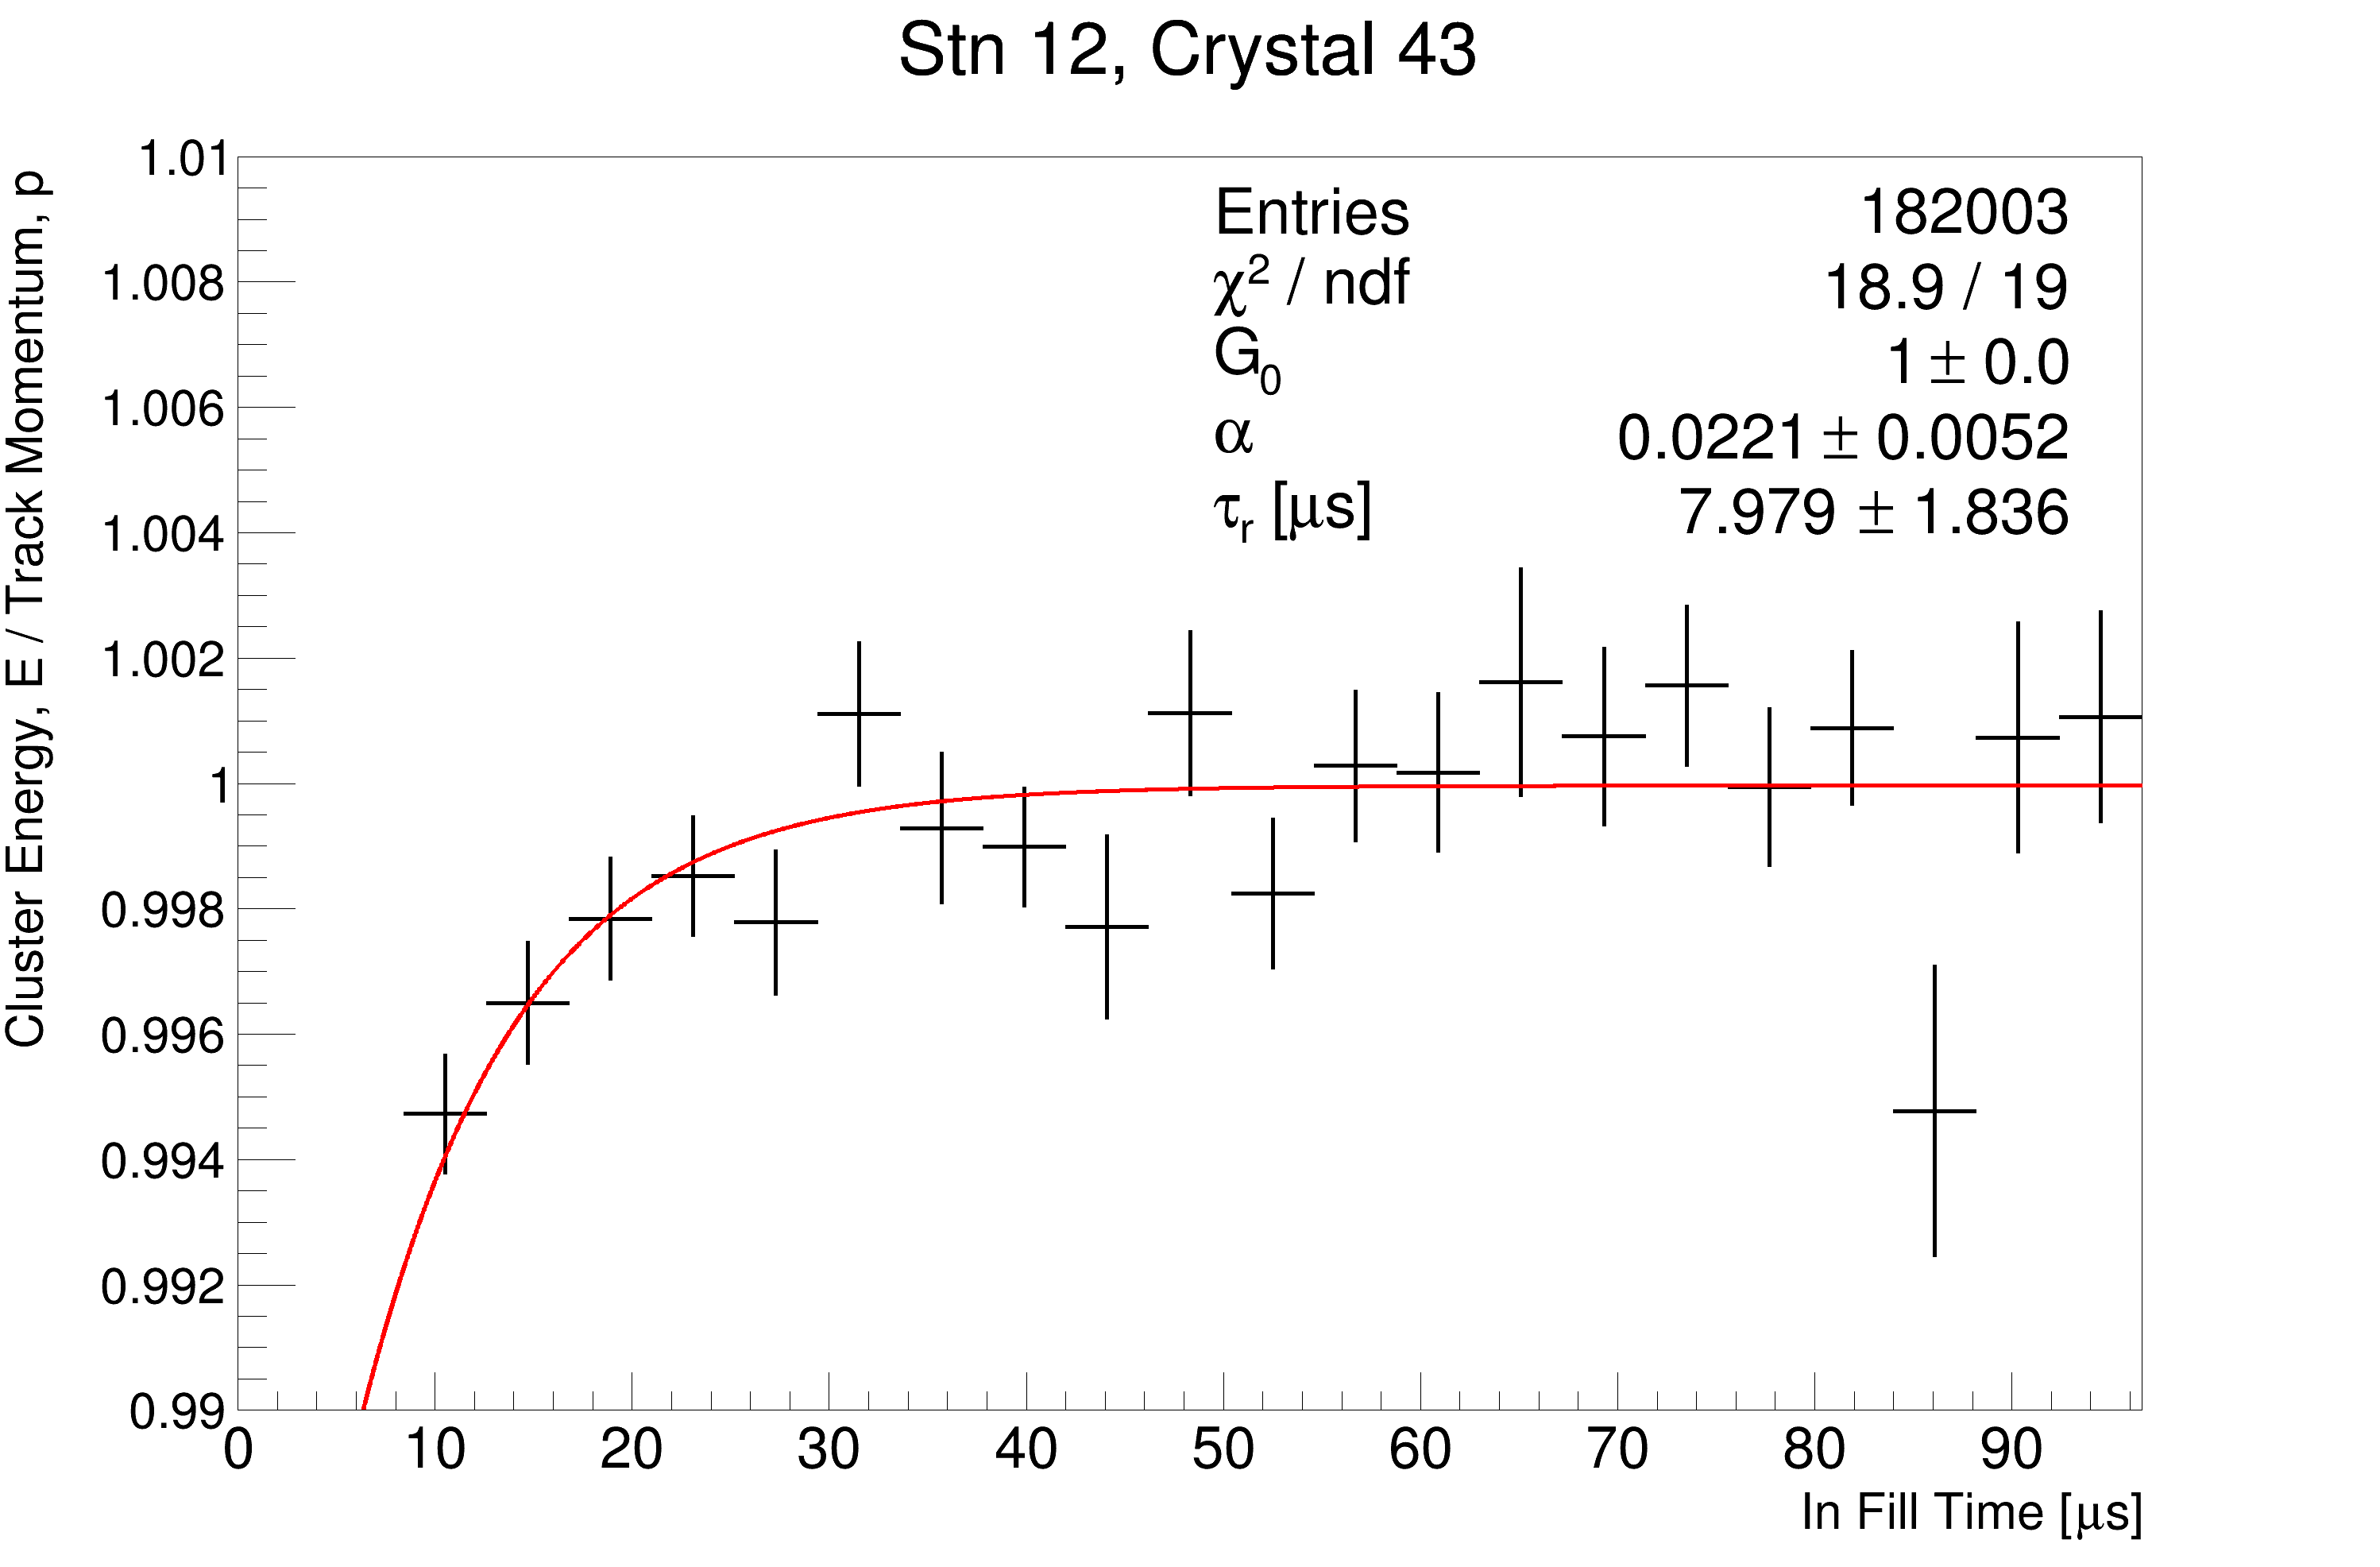 Stn 12, Crystal 43
Cluster Energy, E / Track Momentum, p
1.01
1.008
1.006
1.004
1.002
1
0.998
0.996
0.994
0.992
0.99
Entries 182003
χ² / ndf 18.9 / 19
G₀ 1 ± 0.0
α 0.0221 ± 0.0052
τᵣ [μs] 7.979 ± 1.836
0 10 20 30 40 50 60 70 80 90
In Fill Time [μs]